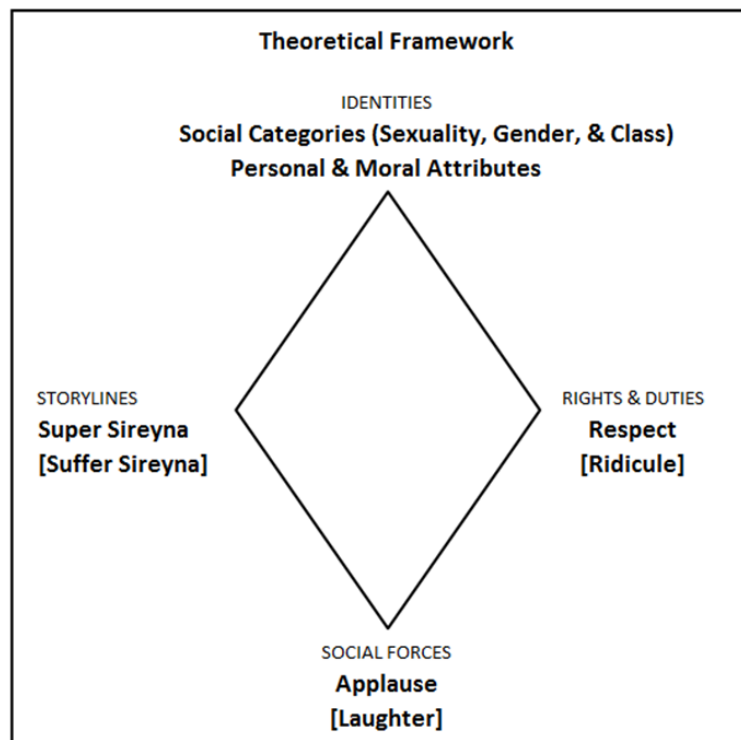 Theoretical Framework
IDENTITIES
Social Categories (Sexuality, Gender, & Class)
Personal & Moral Attributes
STORYLINES
Super Sireyna
[Suffer Sireyna]
RIGHTS & DUTIES
Respect
[Ridicule]
SOCIAL FORCES
Applause
[Laughter]